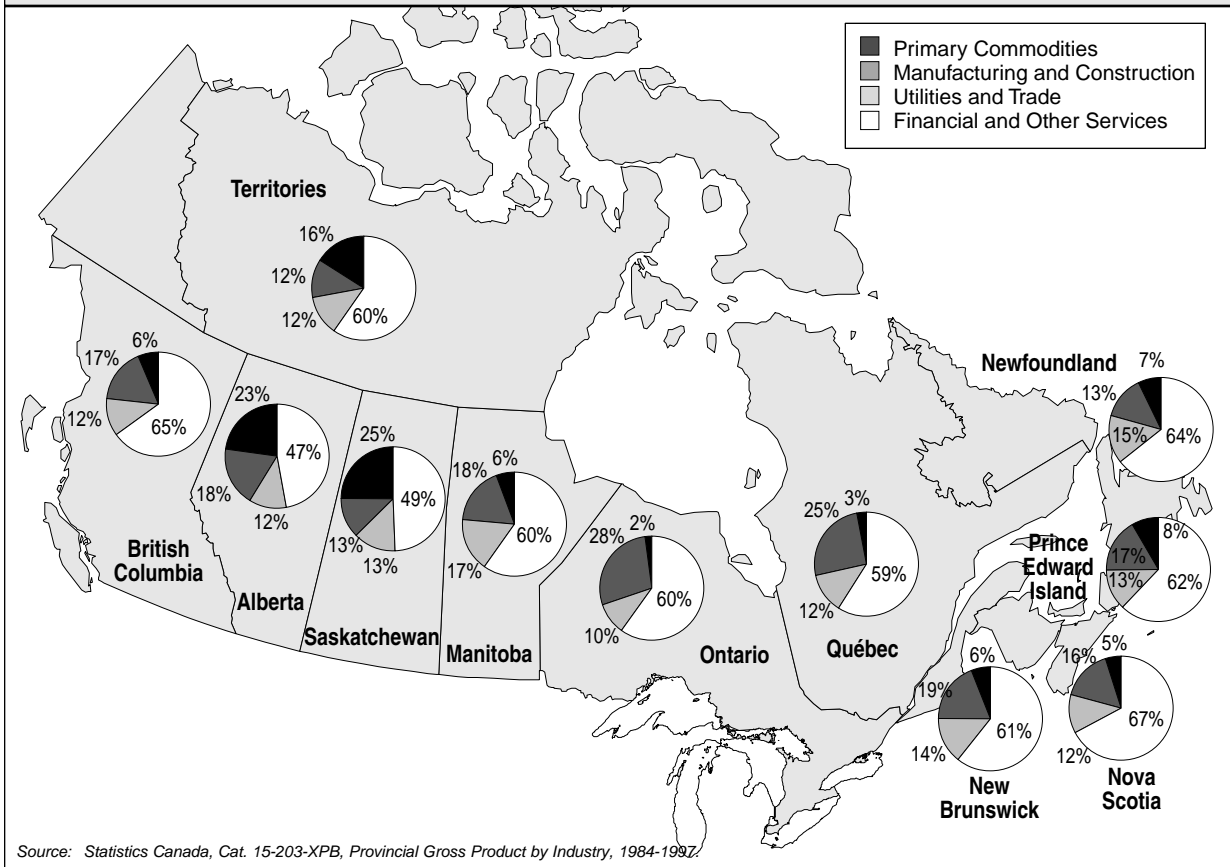 Primary Commodities
Manufacturing and Construction
Utilities and Trade
Financial and Other Services
Territories
16%
12%
12%
60%
6%
17%
12%
65%
British
Columbia
23%
47%
18%
12%
Alberta
25%
49%
13%
13%
Saskatchewan
18%
6%
60%
17%
Manitoba
28%
2%
60%
10%
Ontario
25%
3%
59%
12%
Québec
Newfoundland
7%
13%
15%
64%
Prince
Edward
Island
8%
17%
13%
62%
6%
19%
61%
14%
New
Brunswick
5%
16%
67%
12%
Nova
Scotia
Source: Statistics Canada, Cat. 15-203-XPB, Provincial Gross Product by Industry, 1984-1997.